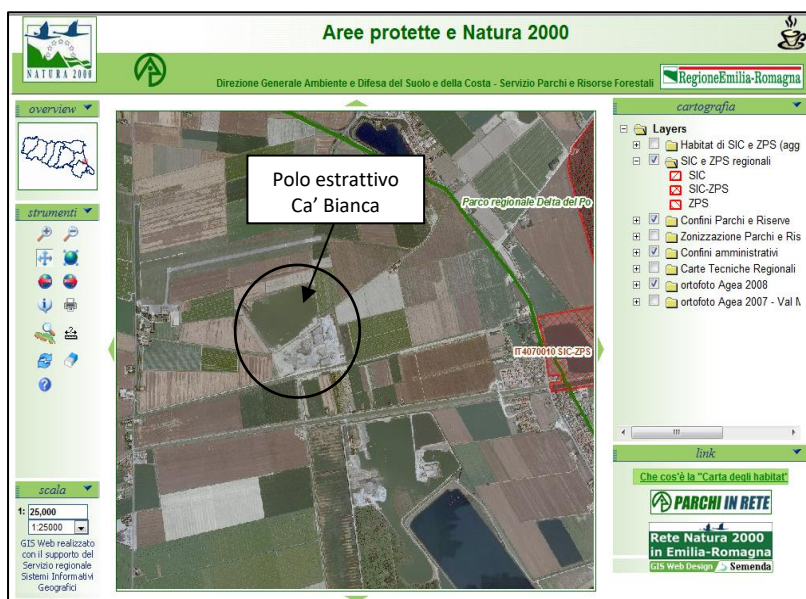 Aree protette e Natura 2000
NATURA 2000
Direzione Generale Ambiente e Difesa del Suolo e della Costa - Servizio Parchi e Risorse Forestali
RegioneEmilia-Romagna
overview
strumenti
scala
1: 25,000
1:25000
GIS Web realizzato
con il supporto del
Servizio regionale
Sistemi Informativi
Geografici
Polo estrattivo
Ca' Bianca
Parco regionale Delta del Po
IT4070010 SIC-ZPS
cartografia
Layers
Habitat di SIC e ZPS (agg
SIC e ZPS regionali
SIC
SIC-ZPS
ZPS
Confini Parchi e Riserve
Zonizzazione Parchi e Ris
Confini amministrativi
Carte Tecniche Regionali
ortofoto Agea 2008
ortofoto Agea 2007 - Val M
link
Che cos'è la "Carta degli habitat"
PARCHI IN RETE
Rete Natura 2000
in Emilia-Romagna
GIS Web Design Semenda